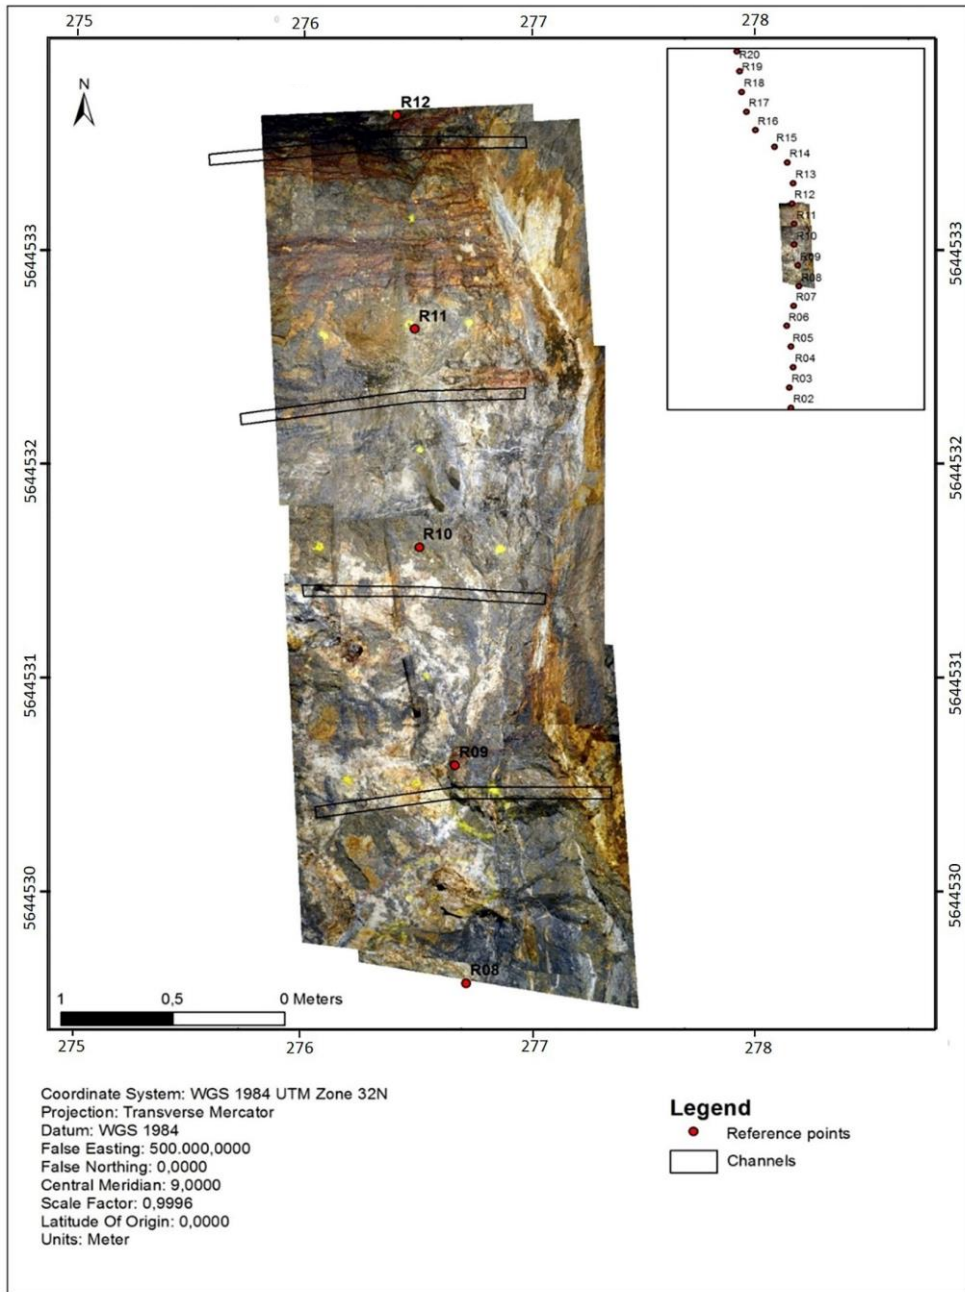 275 276 277 278
N
R12
R11
R10
R09
R08
R20
R19
R18
R17
R16
R15
R14
R13
R12
R11
R10
R09
R08
R07
R06
R05
R04
R03
R02
5644533
5644532
5644531
5644530
5644533
5644532
5644531
5644530
1 0,5 0 Meters
275 276 277 278
Coordinate System: WGS 1984 UTM Zone 32N
Projection: Transverse Mercator
Datum: WGS 1984
False Easting: 500.000,0000
False Northing: 0,0000
Central Meridian: 9,0000
Scale Factor: 0,9996
Latitude Of Origin: 0,0000
Units: Meter
Legend
Reference points
Channels